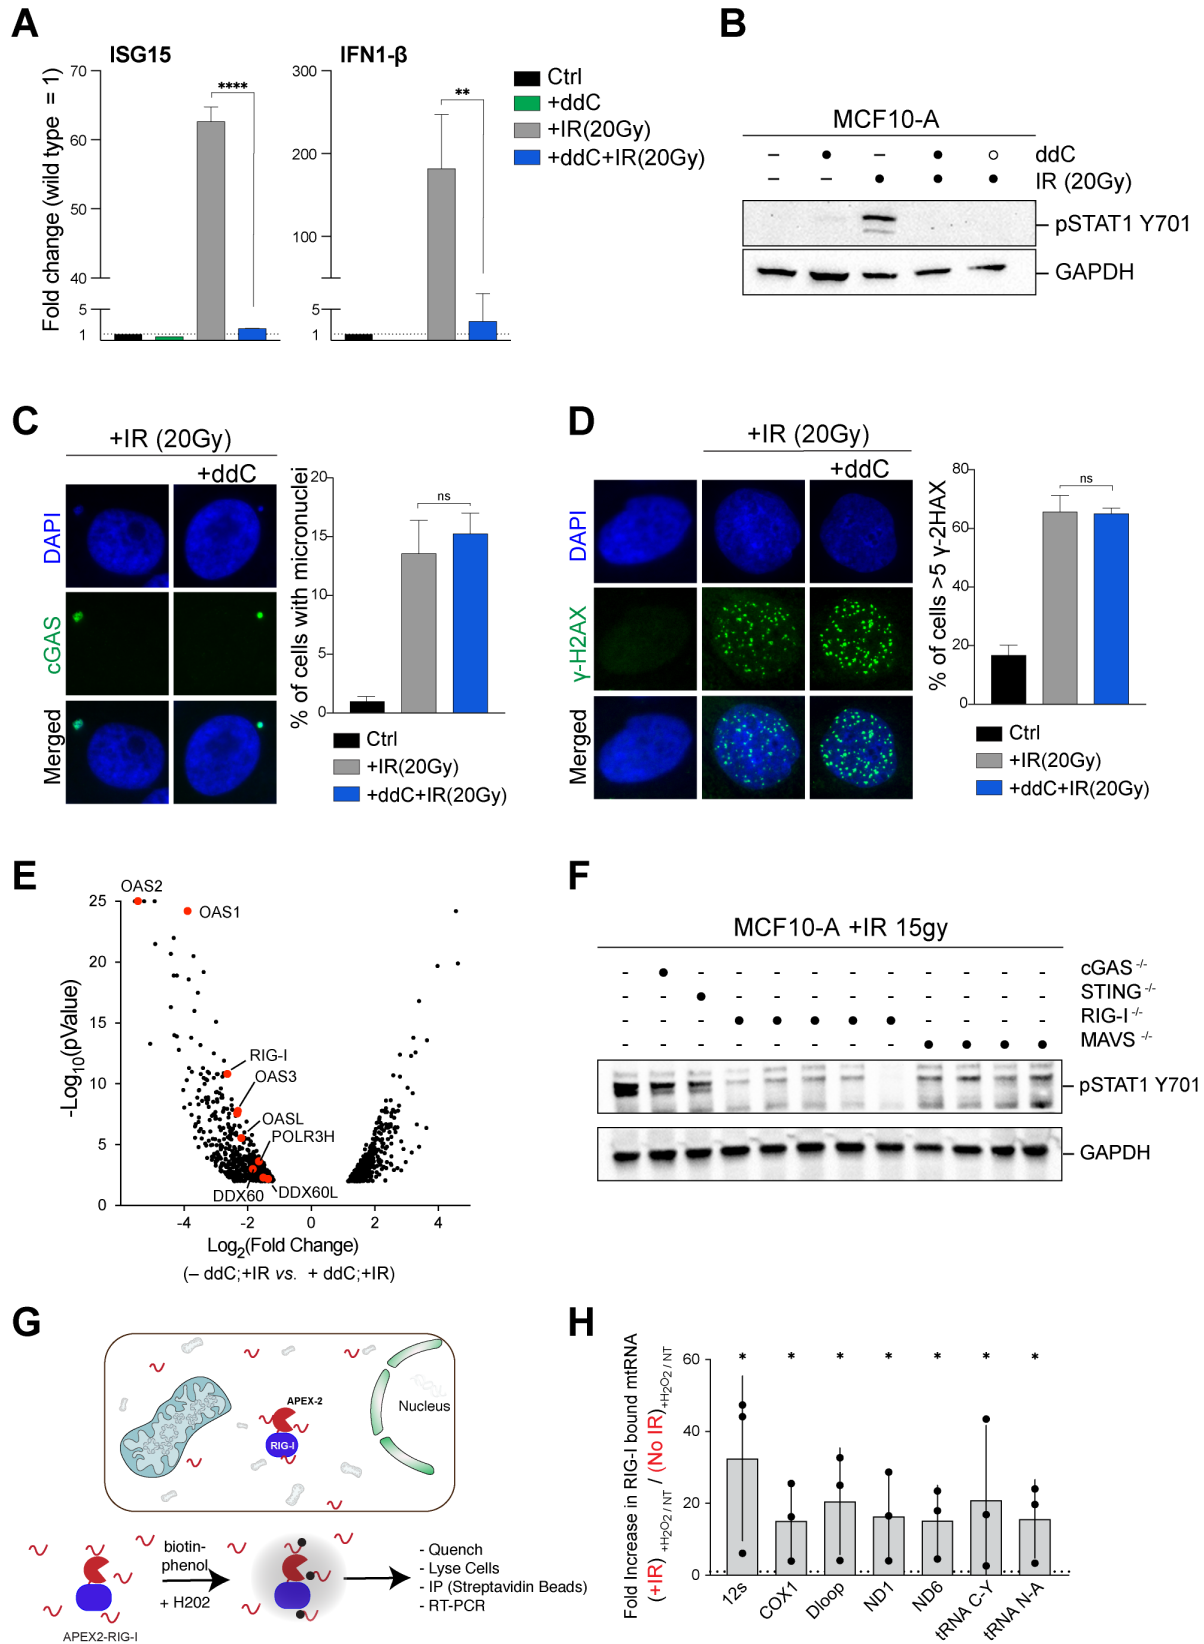 A
ISG15
IFN1-β
Fold change (wild type = 1)
70
60
50
40
5
1
****
300
200
100
5
1
**
Ctrl
+ddC
+IR(20Gy)
+ddC+IR(20Gy)
B
MCF10-A
– ● – ● ○ ddC
– – ● ● ● IR (20Gy)
pSTAT1 Y701
GAPDH
C
+IR (20Gy)
+ddC
DAPI
cGAS
Merged
% of cells with micronuclei
20
15
10
5
0
ns
Ctrl
+IR(20Gy)
+ddC+IR(20Gy)
D
+IR (20Gy)
+ddC
DAPI
γ-H2AX
Merged
% of cells >5 γ-2HAX
80
60
40
20
0
ns
Ctrl
+IR(20Gy)
+ddC+IR(20Gy)
E
OAS2
OAS1
RIG-I
OAS3
OASL
POLR3H
DDX60
DDX60L
-Log10(pValue)
25
20
15
10
5
0
-4 -2 0 2 4
Log2(Fold Change)
(– ddC;+IR vs. + ddC;+IR)
F
MCF10-A +IR 15gy
- ● - - - - - - - - - - cGAS -/-
- - ● - - - - - - - - - STING -/-
- - - ● ● ● ● ● - - - - RIG-I -/-
- - - - - - - - ● ● ● ● MAVS -/-
pSTAT1 Y701
GAPDH
G
APEX-2
RIG-I
Nucleus
biotin-
phenol
+ H202
APEX2-RIG-I
- Quench
- Lyse Cells
- IP (Streptavidin Beads)
- RT-PCR
H
Fold Increase in RIG-I bound mtRNA
(+IR) +H2O2 / NT / (No IR) +H2O2 / NT
60
40
20
0
* * * * * * *
12s
COX1
Dloop
ND1
ND6
tRNA C-Y
tRNA N-A